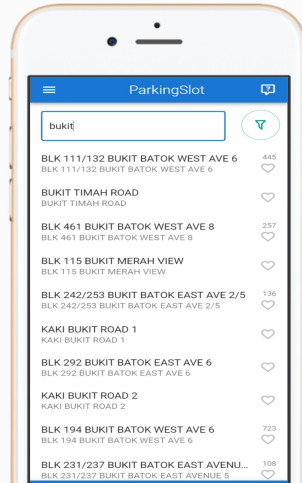 ParkingSlot
?
bukit
BLK 111/132 BUKIT BATOK WEST AVE 6 445
BLK 111/132 BUKIT BATOK WEST AVE 6
BUKIT TIMAH ROAD
BUKIT TIMAH ROAD
BLK 461 BUKIT BATOK WEST AVE 8 257
BLK 461 BUKIT BATOK WEST AVE 8
BLK 115 BUKIT MERAH VIEW
BLK 115 BUKIT MERAH VIEW
BLK 242/253 BUKIT BATOK EAST AVE 2/5 136
BLK 242/253 BUKIT BATOK EAST AVE 2/5
KAKI BUKIT ROAD 1
KAKI BUKIT ROAD 1
BLK 292 BUKIT BATOK EAST AVE 6
BLK 292 BUKIT BATOK EAST AVE 6
KAKI BUKIT ROAD 2
KAKI BUKIT ROAD 2
BLK 194 BUKIT BATOK WEST AVE 6 723
BLK 194 BUKIT BATOK WEST AVE 6
BLK 231/237 BUKIT BATOK EAST AVENU... 108
BLK 231/237 BUKIT BATOK EAST AVENUE 5